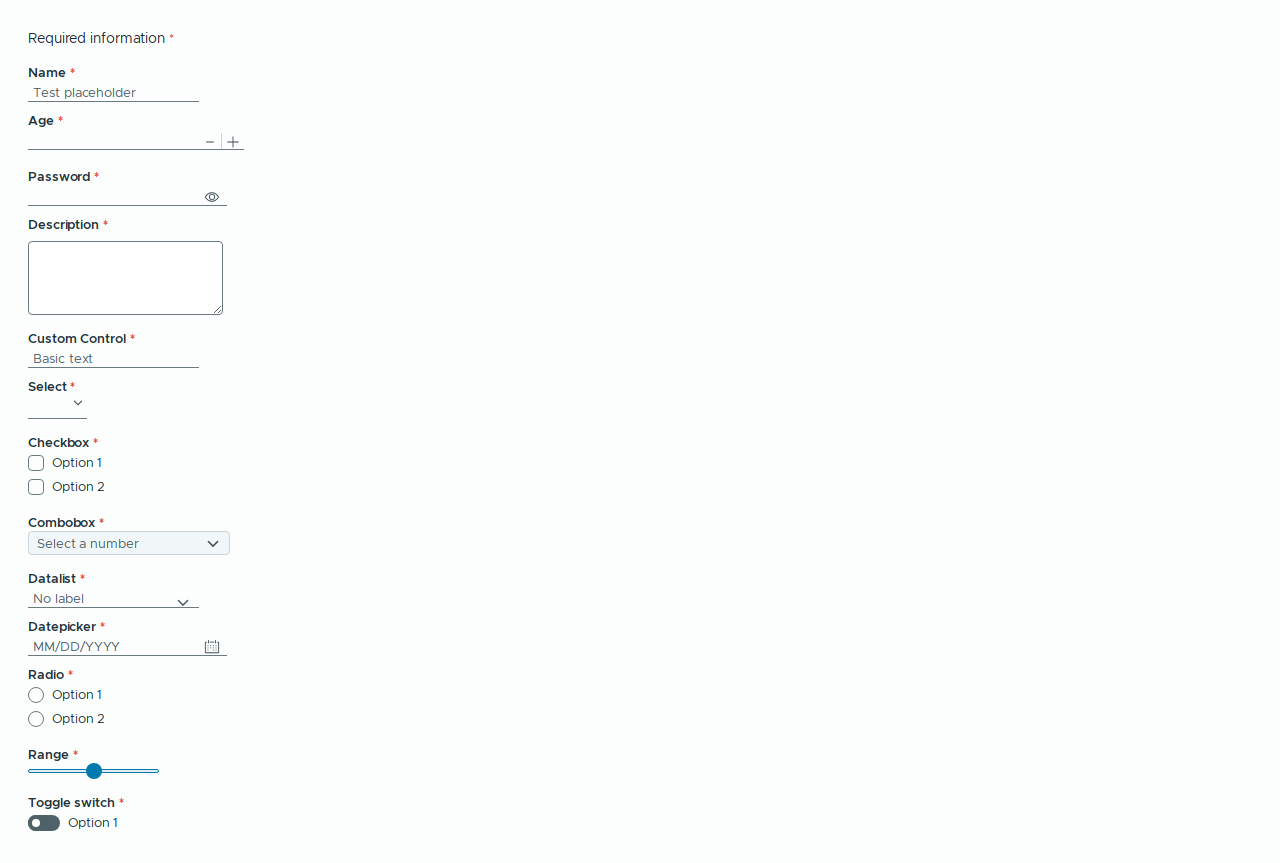 Required information *
Name *
Test placeholder
Age *
Password *
Description *
Custom Control *
Basic text
Select *
Checkbox *
Option 1
Option 2
Combobox *
Select a number
Datalist *
No label
Datepicker *
MM/DD/YYYY
Radio *
Option 1
Option 2
Range *
Toggle switch *
Option 1